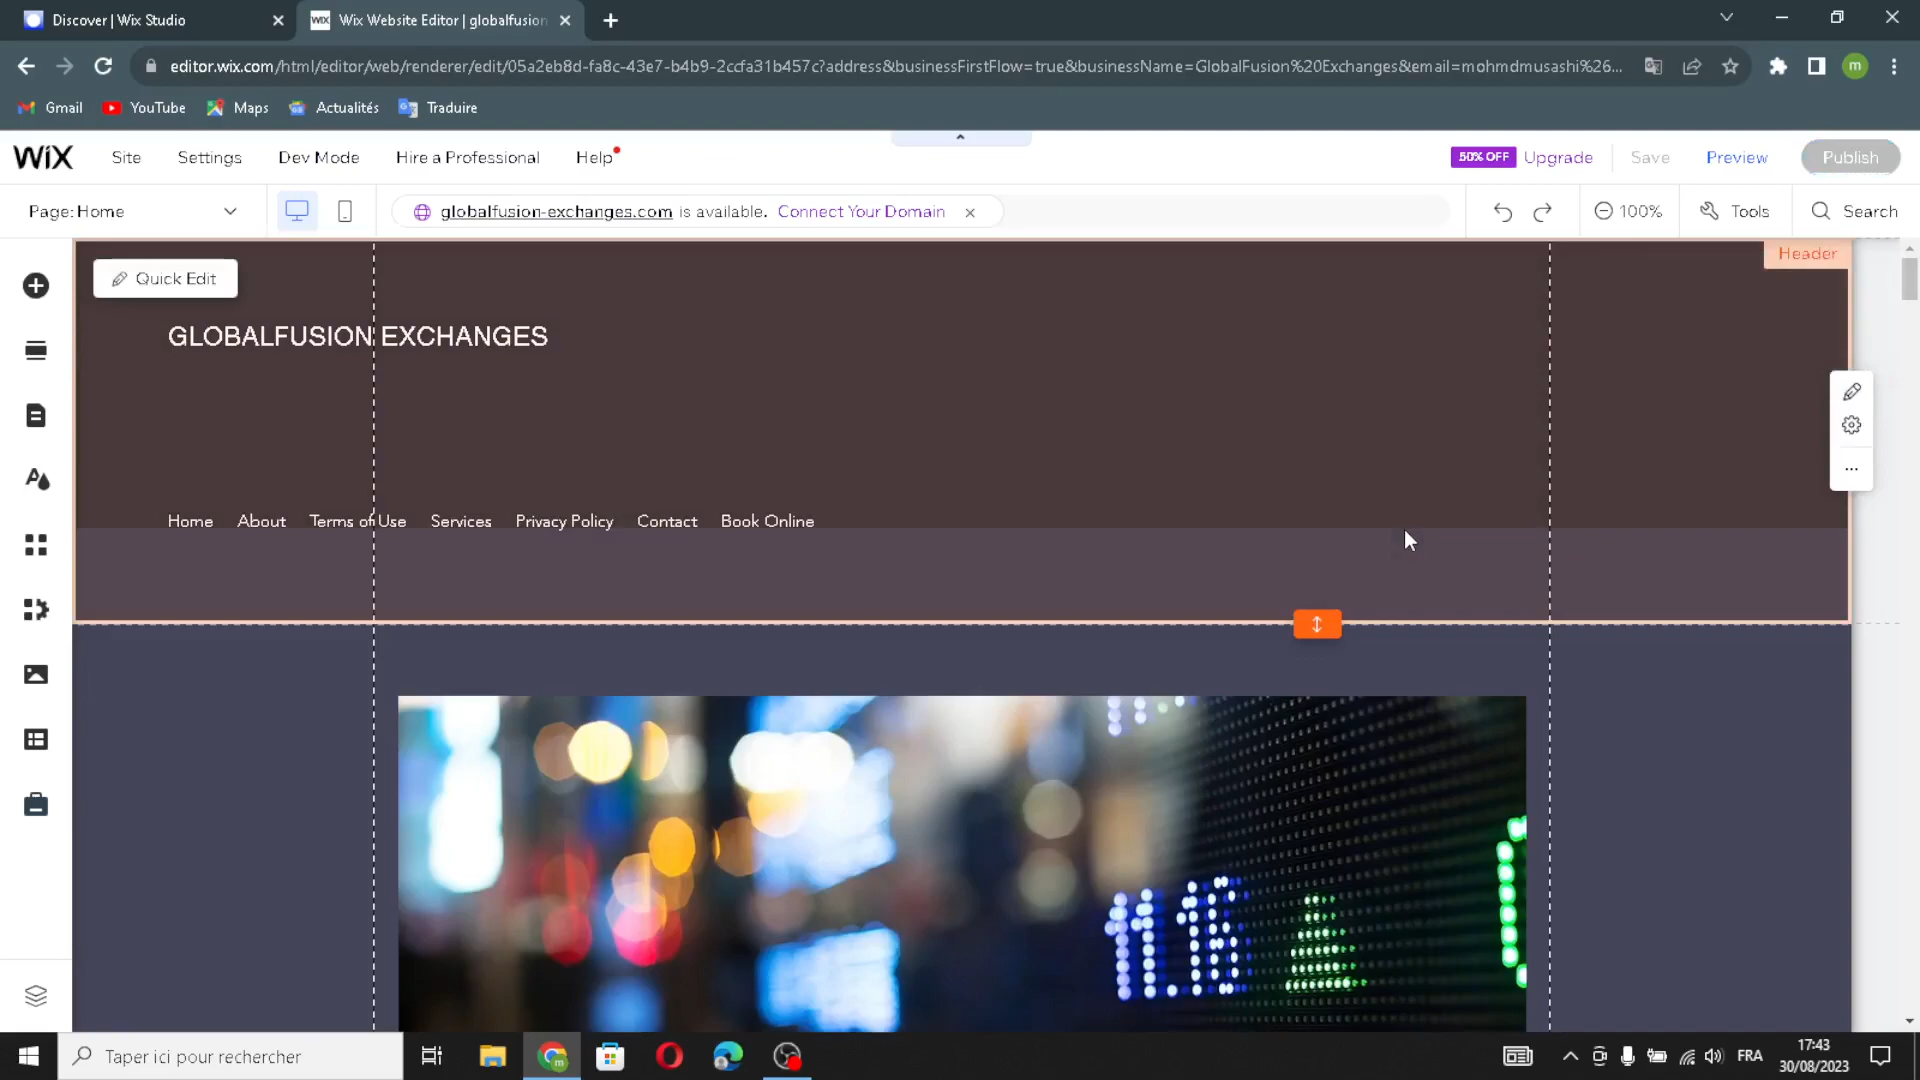 Discover | Wix Studio
Wix Website Editor | globalfusion
editor.wix.com/html/editor/web/renderer/edit/05a2eb8d-fa8c-43e7-b4b9-2ccfa31b457c?address&businessFirstFlow=true&businessName=GlobalFusion%20Exchanges&email=mohmdmusashi%26...
m
Gmail
YouTube
Maps
Actualités
Traduire
WiX
Site
Settings
Dev Mode
Hire a Professional
Help
50% OFF
Upgrade
Save
Preview
Publish
Page: Home
globalfusion-exchanges.com is available. Connect Your Domain
100%
Tools
Search
Header
Quick Edit
GLOBALFUSION EXCHANGES
Home About Terms of Use Services Privacy Policy Contact Book Online
Taper ici pour rechercher
FRA
17:43
30/08/2023